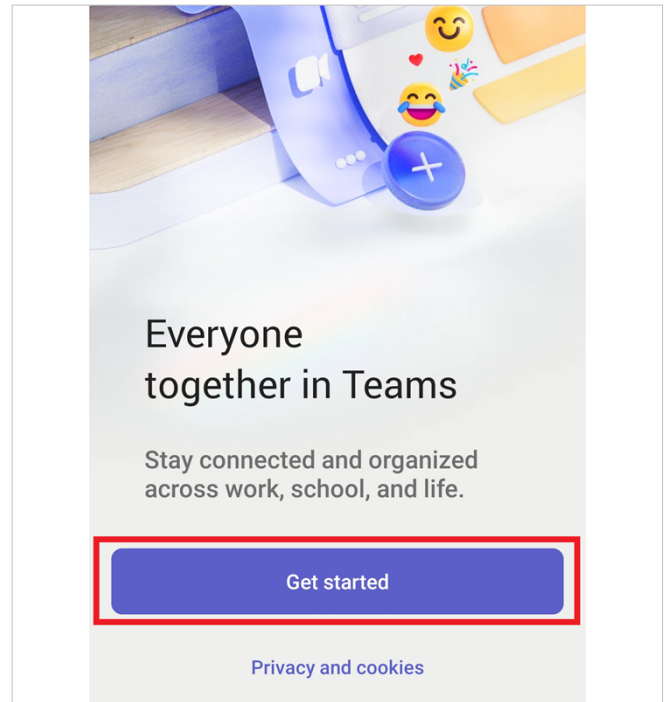 Everyone
together in Teams
Stay connected and organized
across work, school, and life.
Get started
Privacy and cookies